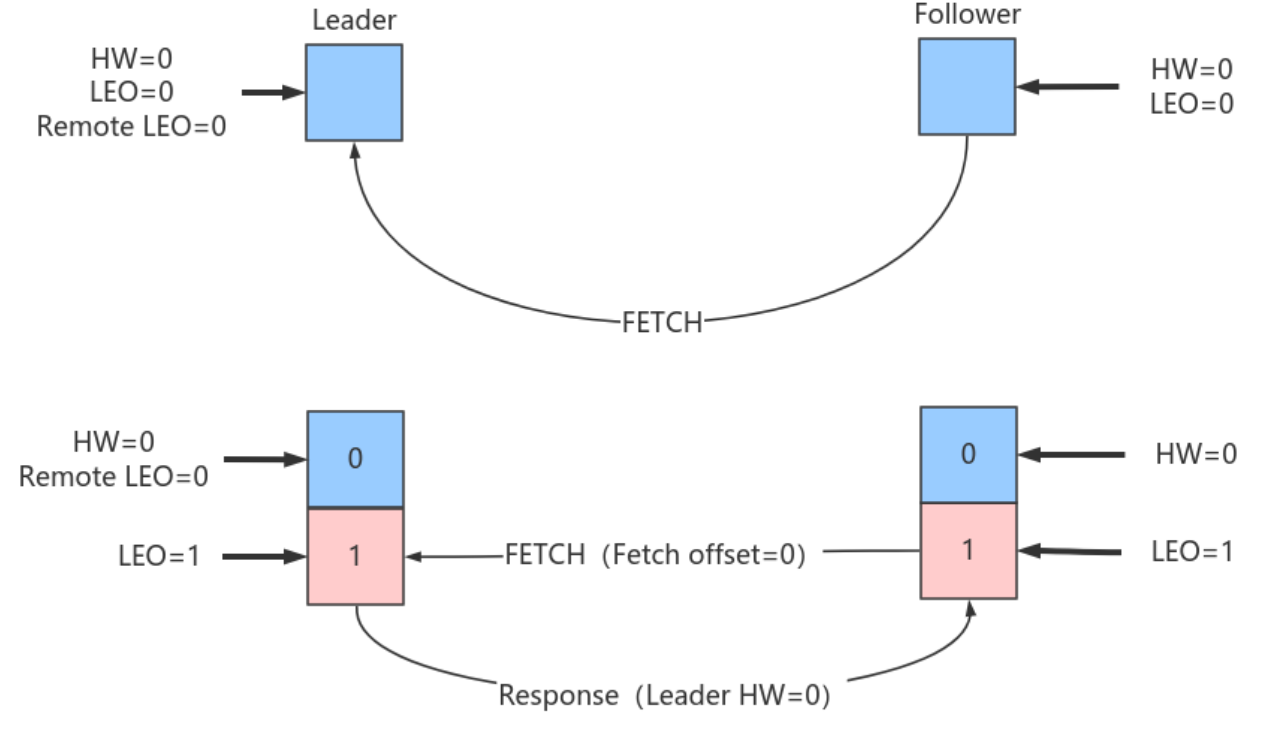 Leader
Follower
HW=0
LEO=0
Remote LEO=0
HW=0
LEO=0
FETCH
HW=0
Remote LEO=0
0
0
HW=0
LEO=1
1
FETCH（Fetch offset=0）
1
LEO=1
Response（Leader HW=0）